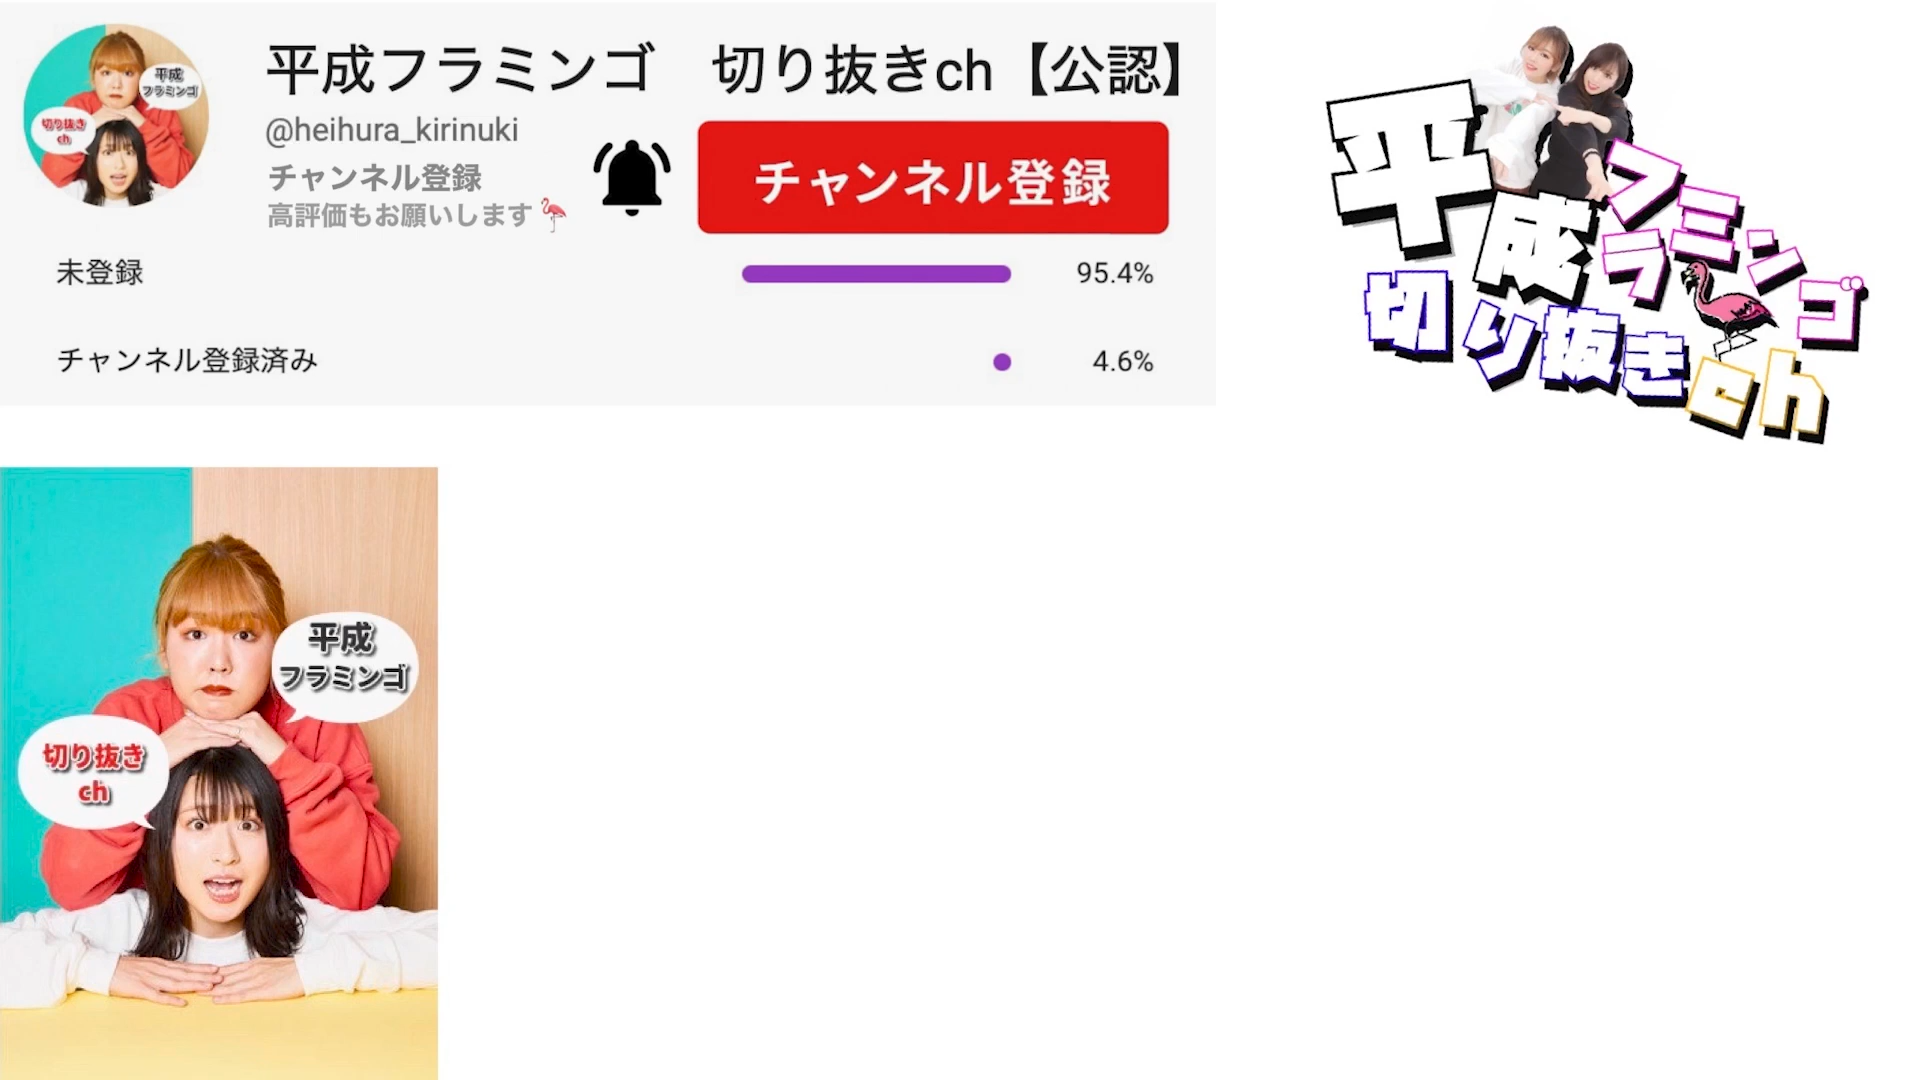 平成フラミンゴ　切り抜きch【公認】
@heihura_kirinuki
チャンネル登録
高評価もお願いします🦩
チャンネル登録
未登録 95.4%
チャンネル登録済み 4.6%
平成
フラミンゴ
切り抜き
ch
平成フラミンゴ
切り抜きch
平成
フラミンゴ
切り抜き
ch